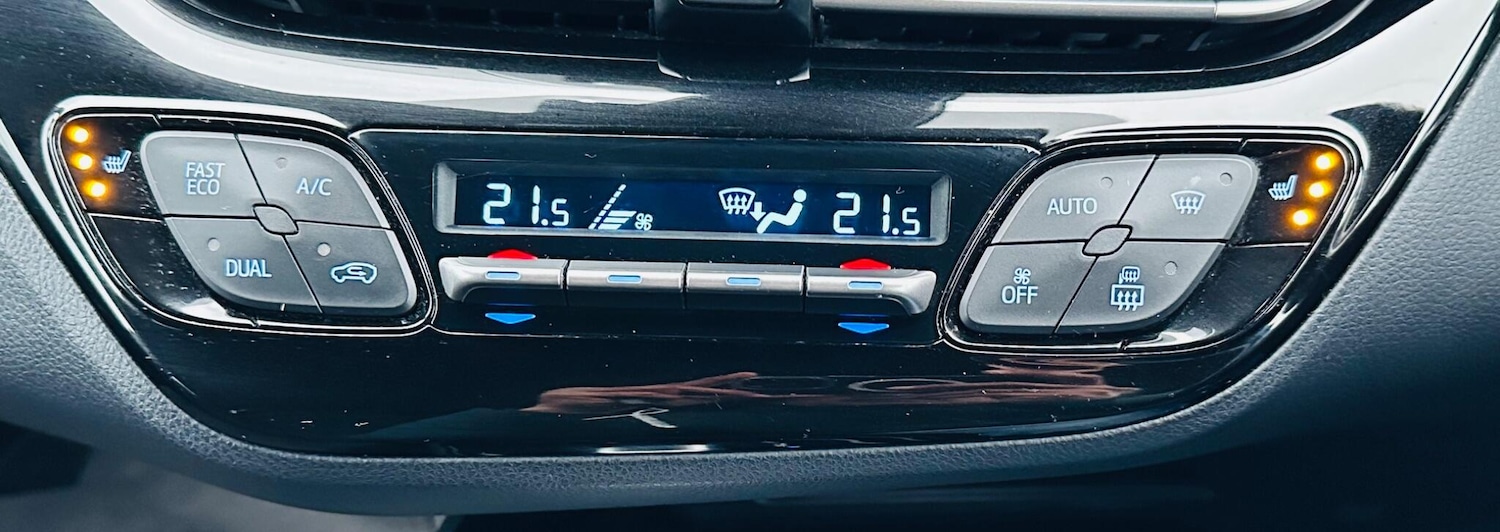 FAST
ECO
A/C
DUAL
21.5
21.5
AUTO
OFF